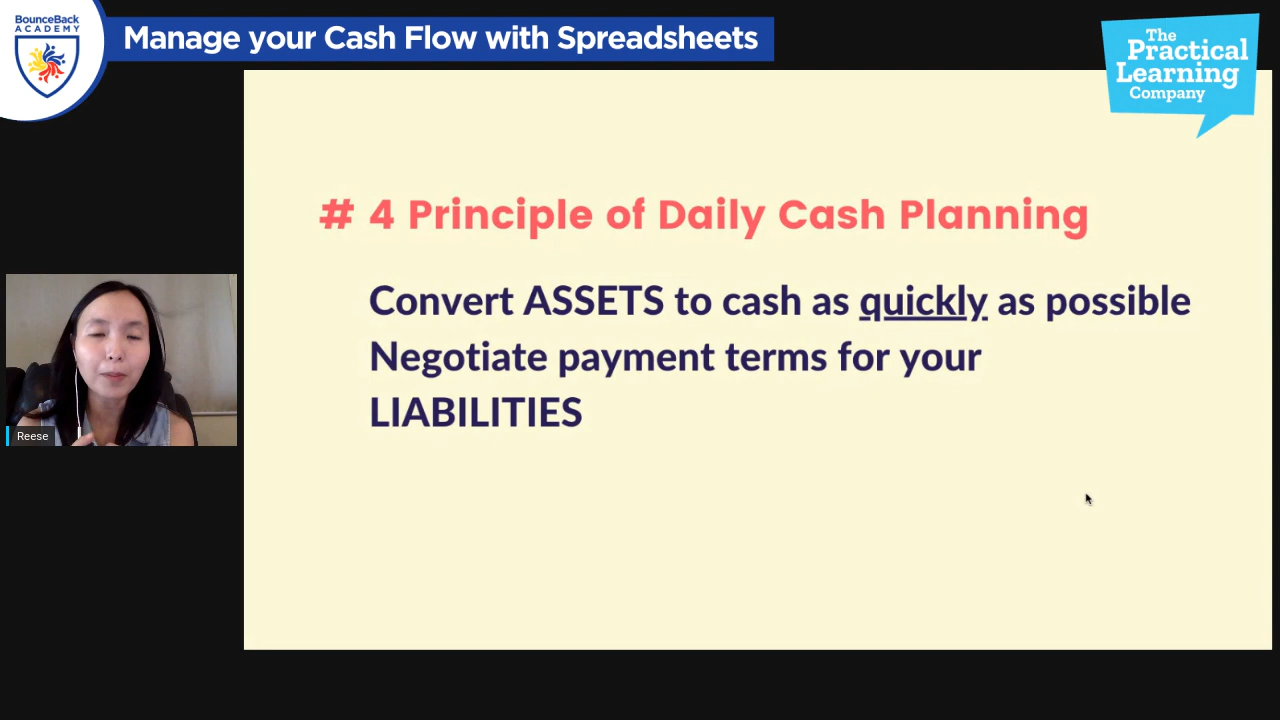 BounceBack
ACADEMY
Manage your Cash Flow with Spreadsheets
The
Practical
Learning
Company
# 4 Principle of Daily Cash Planning
Convert ASSETS to cash as quickly as possible
Negotiate payment terms for your
LIABILITIES
Reese